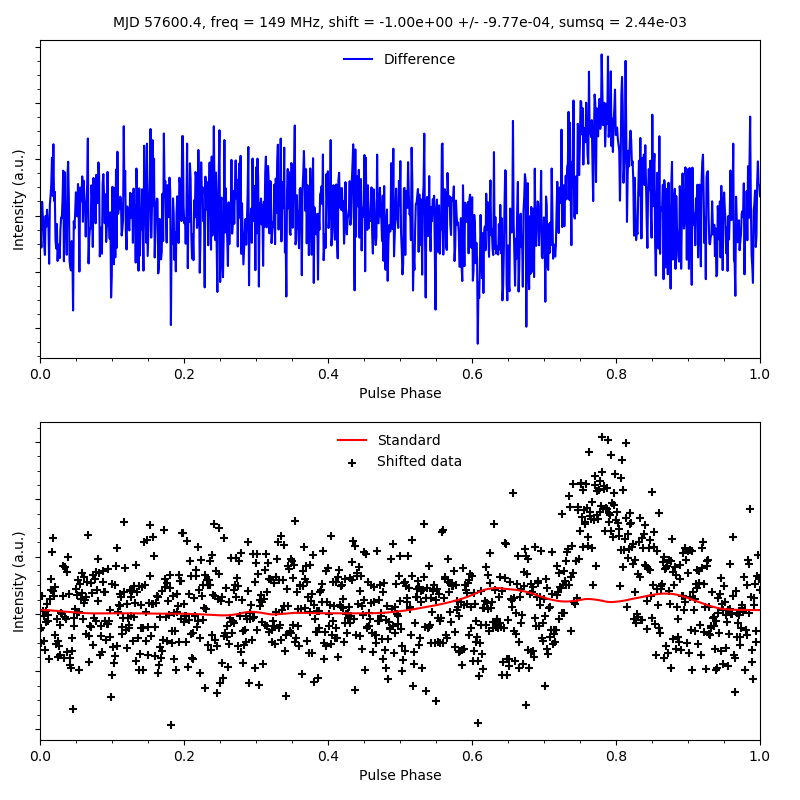 MJD 57600.4, freq = 149 MHz, shift = -1.00e+00 +/- -9.77e-04, sumsq = 2.44e-03
Difference
Intensity (a.u.)
0.0 0.2 0.4 0.6 0.8 1.0
Pulse Phase
Standard
Shifted data
Intensity (a.u.)
0.0 0.2 0.4 0.6 0.8 1.0
Pulse Phase